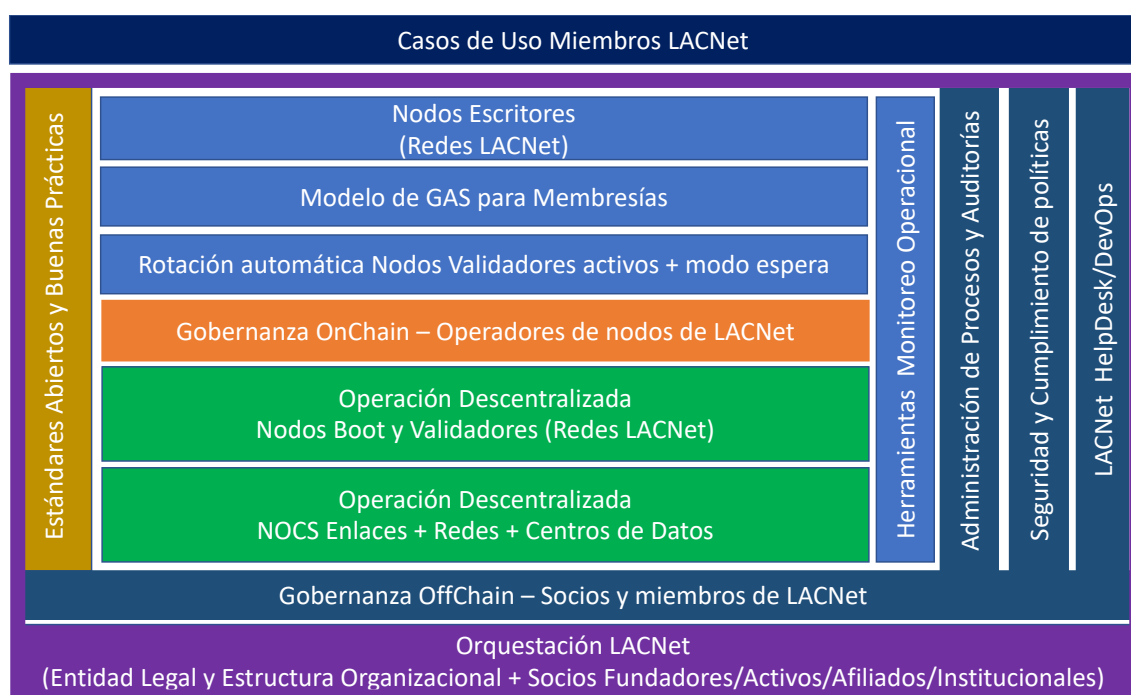 Casos de Uso Miembros LACNet
Estándares Abiertos y Buenas Prácticas
Nodos Escritores
(Redes LACNet)
Modelo de GAS para Membresías
Rotación automática Nodos Validadores activos + modo espera
Gobernanza OnChain – Operadores de nodos de LACNet
Operación Descentralizada
Nodos Boot y Validadores (Redes LACNet)
Operación Descentralizada
NOCS Enlaces + Redes + Centros de Datos
Herramientas Monitoreo Operacional
Administración de Procesos y Auditorías
Seguridad y Cumplimiento de políticas
LACNet HelpDesk/DevOps
Gobernanza OffChain – Socios y miembros de LACNet
Orquestación LACNet
(Entidad Legal y Estructura Organizacional + Socios Fundadores/Activos/Afiliados/Institucionales)